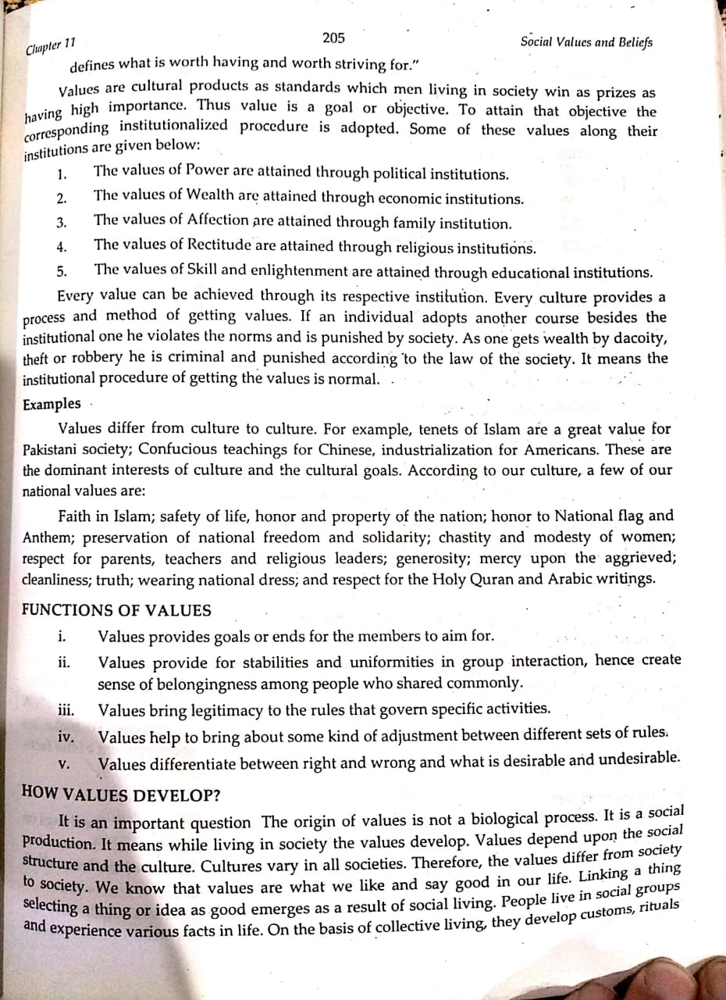 Chapter 11 205 Social Values and Beliefs
defines what is worth having and worth striving for."
Values are cultural products as standards which men living in society win as prizes as
having high importance. Thus value is a goal or objective. To attain that objective the
corresponding institutionalized procedure is adopted. Some of these values along their
institutions are given below:
1. The values of Power are attained through political institutions.
2. The values of Wealth are attained through economic institutions.
3. The values of Affection are attained through family institution.
4. The values of Rectitude are attained through religious institutions.
5. The values of Skill and enlightenment are attained through educational institutions.
Every value can be achieved through its respective institution. Every culture provides a
process and method of getting values. If an individual adopts another course besides the
institutional one he violates the norms and is punished by society. As one gets wealth by dacoity,
theft or robbery he is criminal and punished according to the law of the society. It means the
institutional procedure of getting the values is normal.
Examples
Values differ from culture to culture. For example, tenets of Islam are a great value for
Pakistani society; Confucious teachings for Chinese, industrialization for Americans. These are
the dominant interests of culture and the cultural goals. According to our culture, a few of our
national values are:
Faith in Islam; safety of life, honor and property of the nation; honor to National flag and
Anthem; preservation of national freedom and solidarity; chastity and modesty of women;
respect for parents, teachers and religious leaders; generosity; mercy upon the aggrieved;
cleanliness; truth; wearing national dress; and respect for the Holy Quran and Arabic writings.
FUNCTIONS OF VALUES
i. Values provides goals or ends for the members to aim for.
ii. Values provide for stabilities and uniformities in group interaction, hence create
sense of belongingness among people who shared commonly.
iii. Values bring legitimacy to the rules that govern specific activities.
iv. Values help to bring about some kind of adjustment between different sets of rules.
v. Values differentiate between right and wrong and what is desirable and undesirable.
HOW VALUES DEVELOP?
It is an important question The origin of values is not a biological process. It is a social
production. It means while living in society the values develop. Values depend upon the social
structure and the culture. Cultures vary in all societies. Therefore, the values differ from society
to society. We know that values are what we like and say good in our life. Linking a thing
selecting a thing or idea as good emerges as a result of social living. People live in social groups
and experience various facts in life. On the basis of collective living, they develop customs, rituals